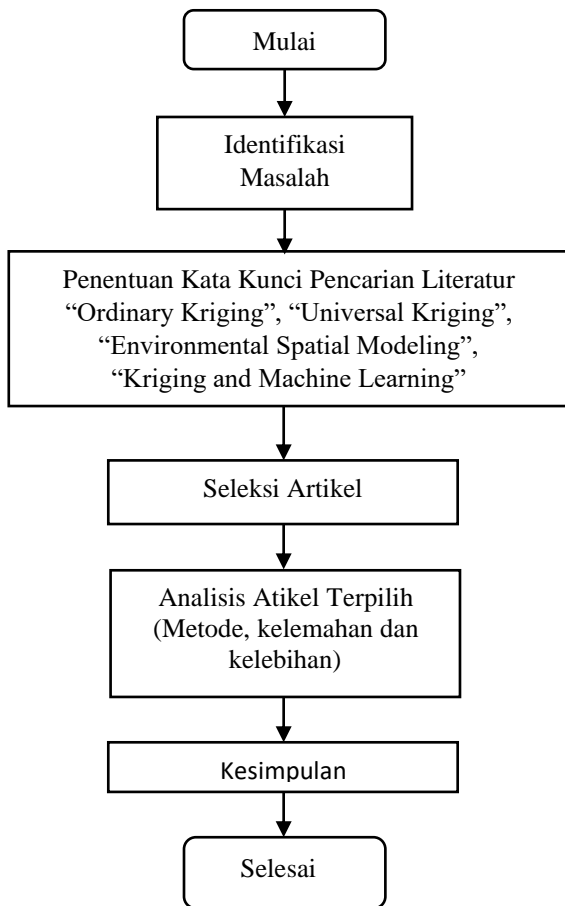 Mulai
Identifikasi
Masalah
Penentuan Kata Kunci Pencarian Literatur
“Ordinary Kriging”, “Universal Kriging”,
“Environmental Spatial Modeling”,
“Kriging and Machine Learning”
Seleksi Artikel
Analisis Atikel Terpilih
(Metode, kelemahan dan
kelebihan)
Kesimpulan
Selesai